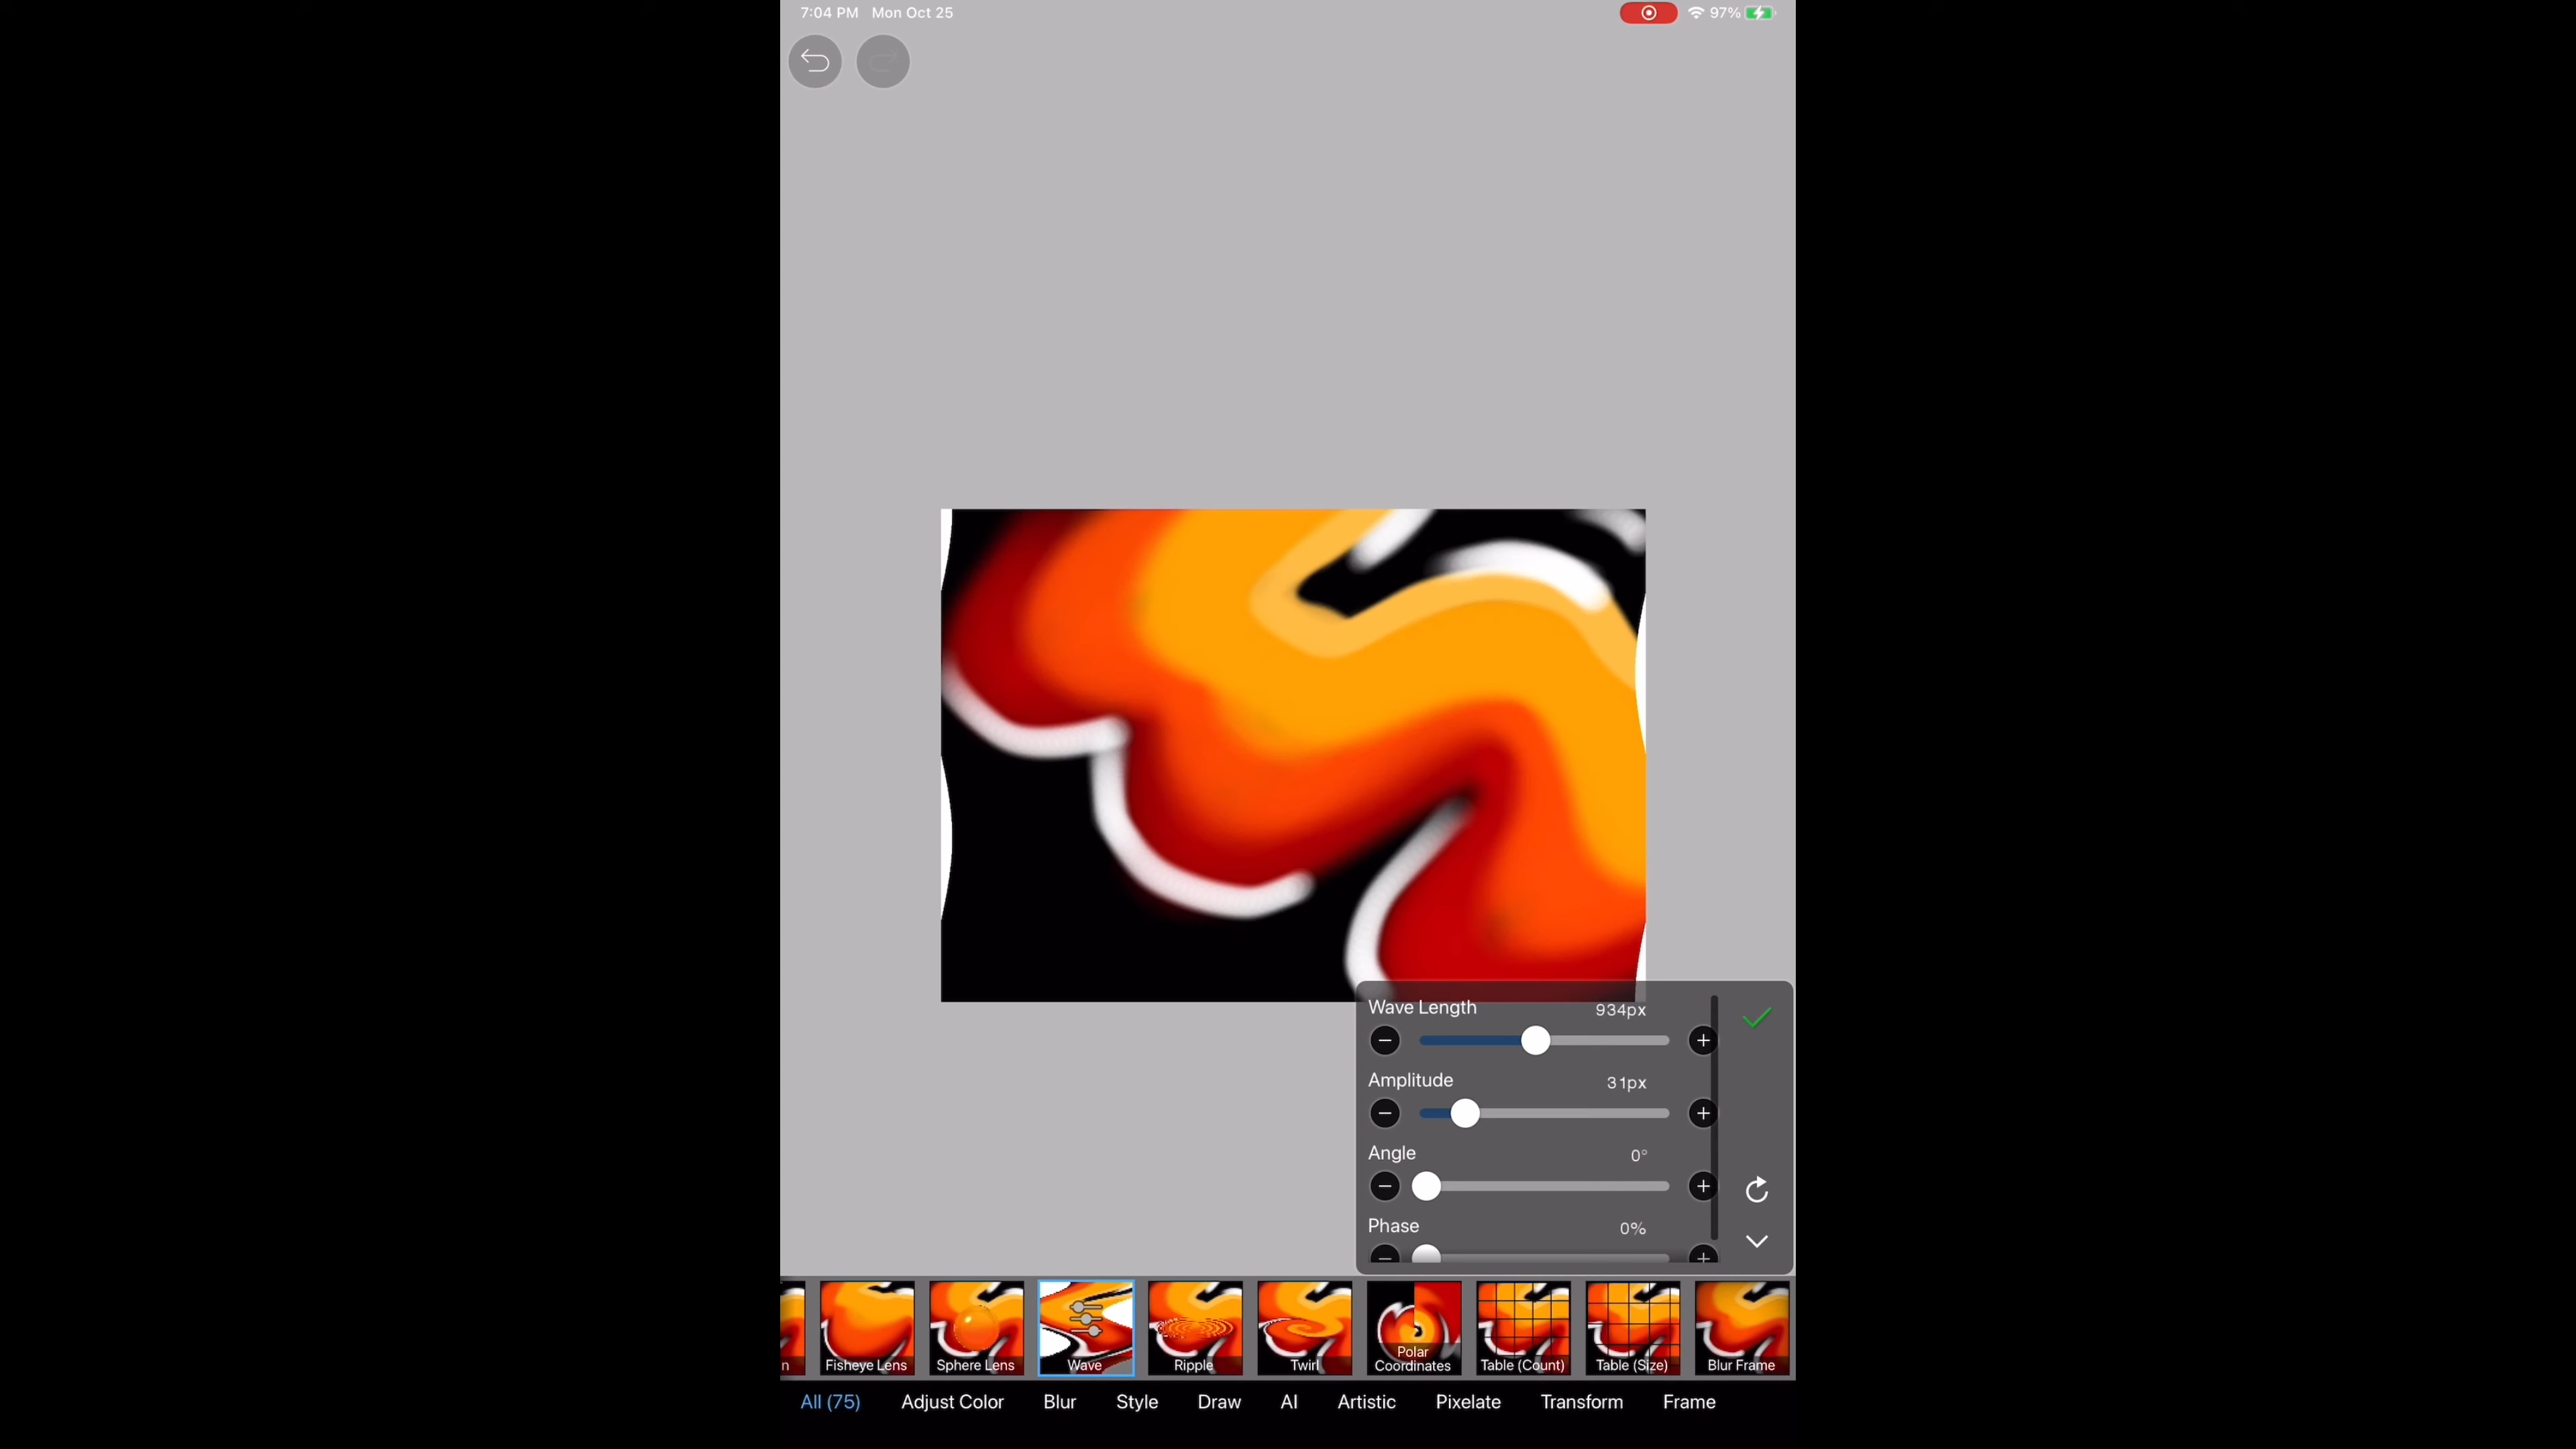 7:04 PM Mon Oct 25
97%
Wave Length 934px
Amplitude 31px
Angle 0°
Phase 0%
n
Fisheye Lens
Sphere Lens
Wave
Ripple
Twirl
Polar
Coordinates
Table (Count)
Table (Size)
Blur Frame
All (75) Adjust Color Blur Style Draw AI Artistic Pixelate Transform Frame